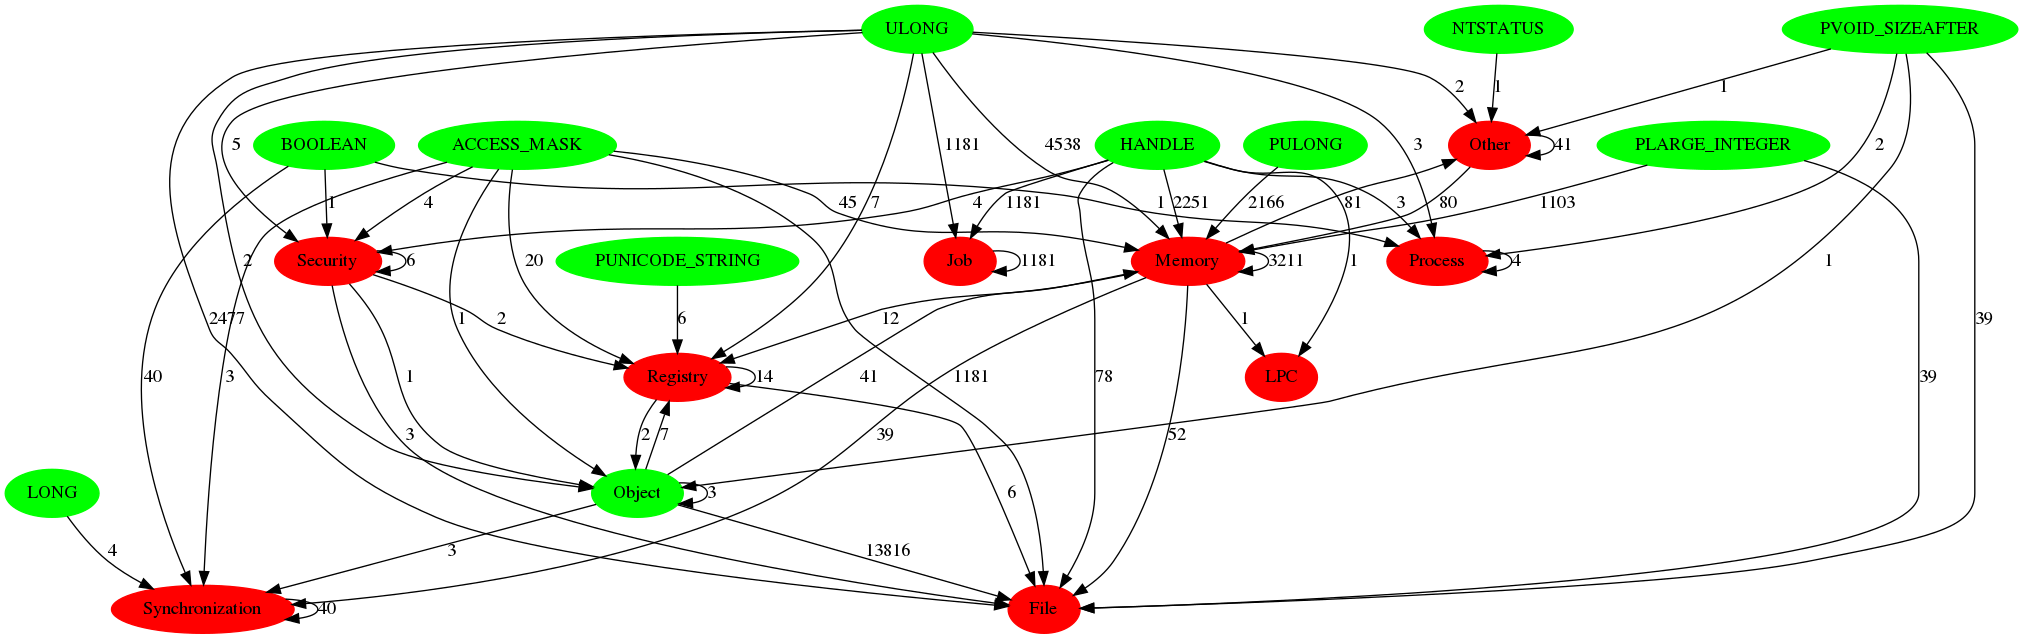 ULONG
NTSTATUS
PVOID_SIZEAFTER
2
1
1
BOOLEAN
ACCESS_MASK
HANDLE
PULONG
Other
PLARGE_INTEGER
5
1181
4538
3
41
2
1
4
4
1181
1
2251
2166
3
81
80
1103
45
7
Security
6
20
PUNICODE_STRING
Job
1181
Memory
3211
Process
4
1
1
2
2477
1
6
2
12
1
39
40
3
1
Registry
14
41
1181
78
LPC
39
3
2
7
39
52
LONG
Object
3
6
4
3
13816
Synchronization
40
File